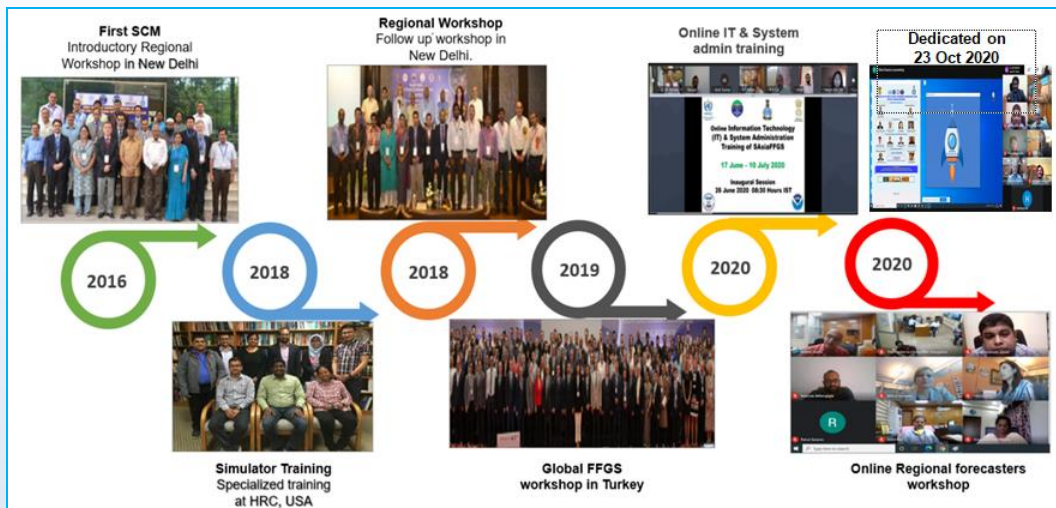 First SCM
Introductory Regional
Workshop in New Delhi
Regional Workshop
Follow up workshop in
New Delhi.
Online IT & System
admin training
Dedicated on
23 Oct 2020
Online Information Technology
(IT) & System Administration
Training of SAsiaFFGS
17 June – 10 July 2020
Inaugural Session
26 June 2020 08:30 Hours IST
2016
2018
2018
2019
2020
2020
R
Simulator Training
Specialized training
at HRC, USA
Global FFGS
workshop in Turkey
Online Regional forecasters
workshop